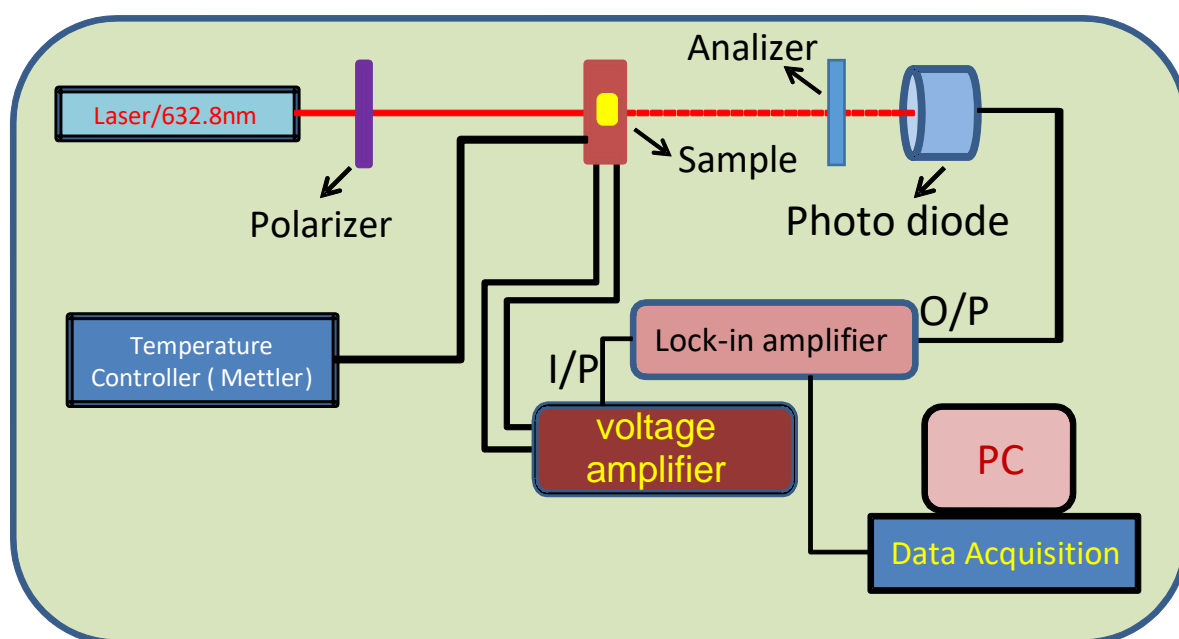 Analizer
Laser/632.8nm
Sample
Polarizer
Photo diode
O/P
Temperature
Controller ( Mettler)
Lock-in amplifier
I/P
voltage
amplifier
PC
Data Acquisition